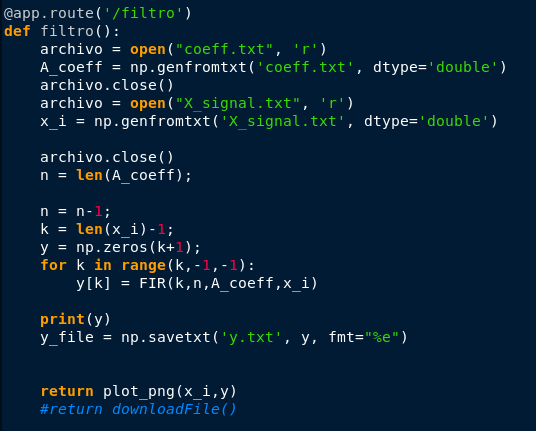 @app.route('/filtro')
def filtro():
    archivo = open("coeff.txt", 'r')
    A_coeff = np.genfromtxt('coeff.txt', dtype='double')
    archivo.close()
    archivo = open("X_signal.txt", 'r')
    x_i = np.genfromtxt('X_signal.txt', dtype='double')

    archivo.close()
    n = len(A_coeff);

    n = n-1;
    k = len(x_i)-1;
    y = np.zeros(k+1);
    for k in range(k,-1,-1):
        y[k] = FIR(k,n,A_coeff,x_i)

    print(y)
    y_file = np.savetxt('y.txt', y, fmt="%e")


    return plot_png(x_i,y)
    #return downloadFile()